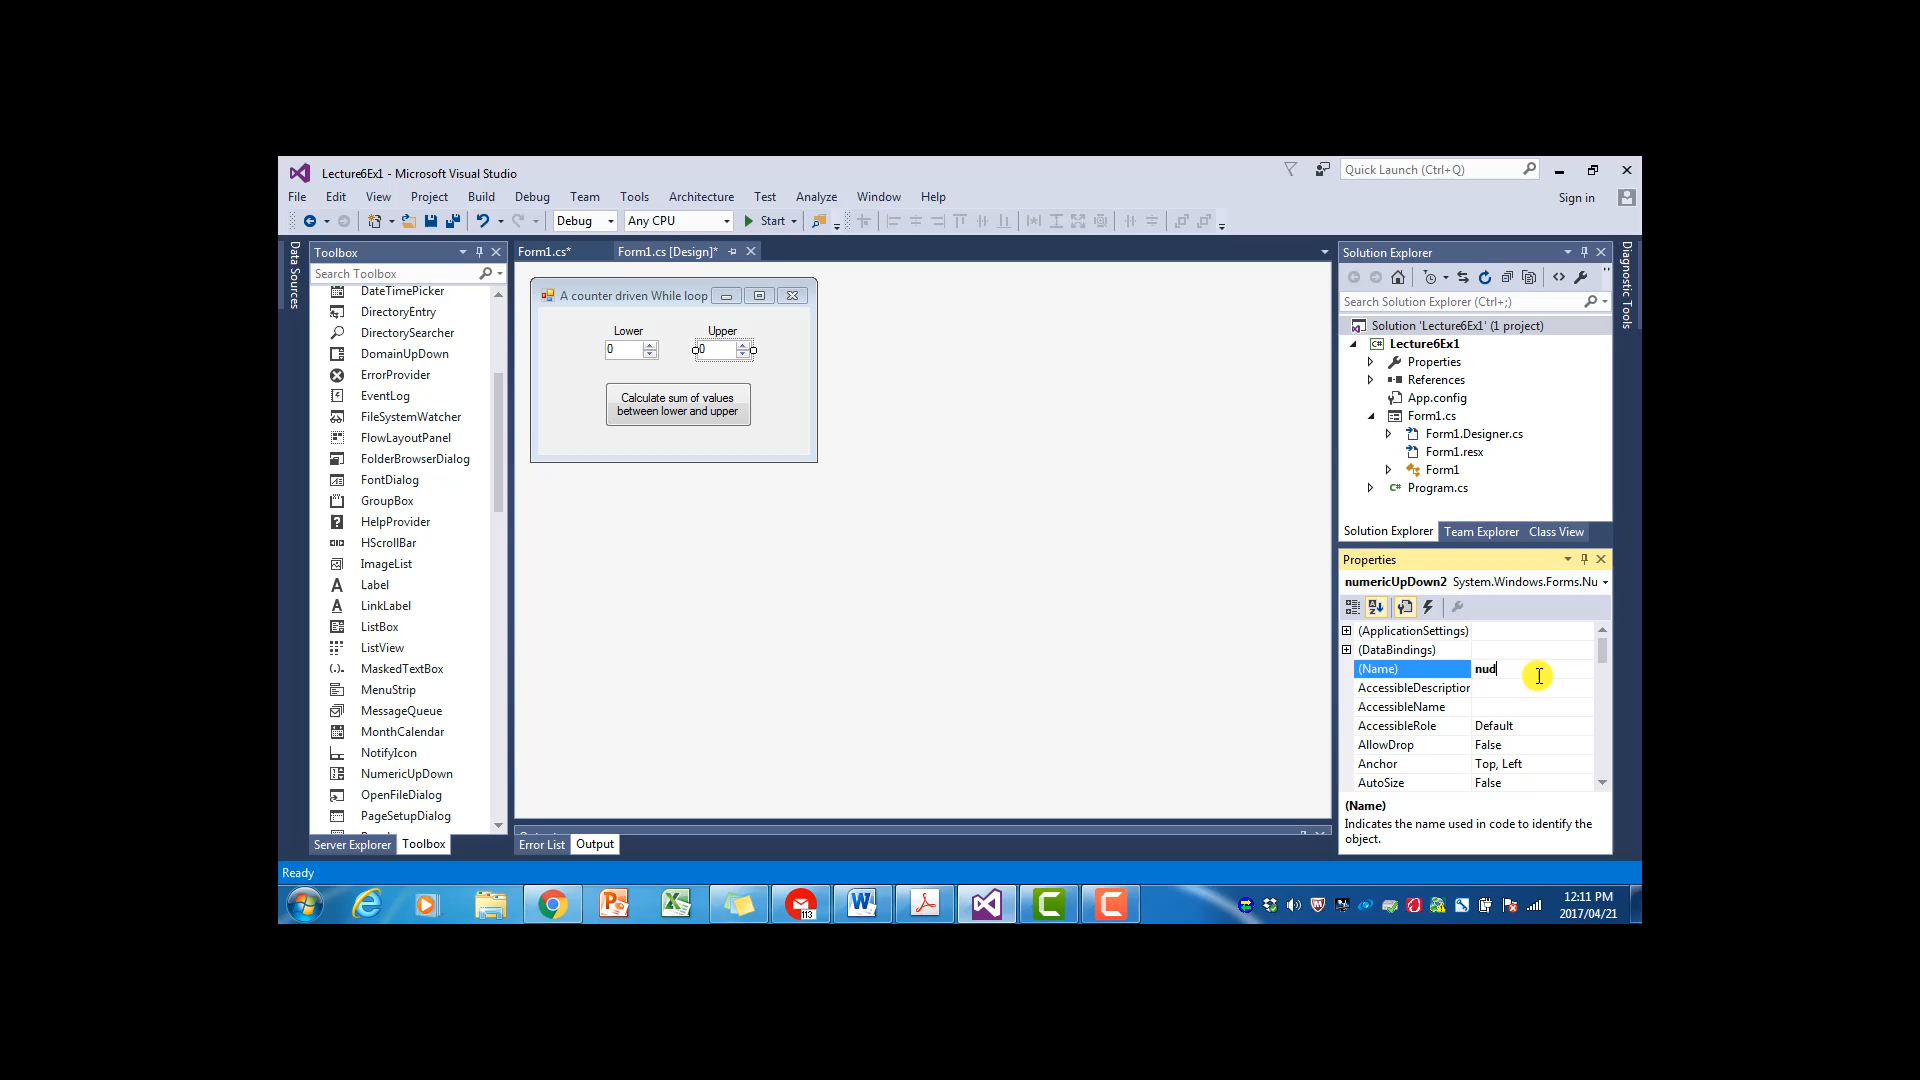 Lecture6Ex1 - Microsoft Visual Studio
Quick Launch (Ctrl+Q)
File Edit View Project Build Debug Team Tools Architecture Test Analyze Window Help
Sign in
Debug Any CPU Start
Data Sources
Toolbox
Search Toolbox
DateTimePicker
DirectoryEntry
DirectorySearcher
DomainUpDown
ErrorProvider
EventLog
FileSystemWatcher
FlowLayoutPanel
FolderBrowserDialog
FontDialog
GroupBox
HelpProvider
HScrollBar
ImageList
Label
LinkLabel
ListBox
ListView
MaskedTextBox
MenuStrip
MessageQueue
MonthCalendar
NotifyIcon
NumericUpDown
OpenFileDialog
PageSetupDialog
Server Explorer Toolbox
Form1.cs* Form1.cs [Design]*
A counter driven While loop
Lower Upper
0 0
Calculate sum of values
between lower and upper
Error List Output
Solution Explorer
Search Solution Explorer (Ctrl+;)
Solution 'Lecture6Ex1' (1 project)
C# Lecture6Ex1
Properties
References
App.config
Form1.cs
Form1.Designer.cs
Form1.resx
Form1
C# Program.cs
Solution Explorer Team Explorer Class View
Diagnostic Tools
Properties
numericUpDown2 System.Windows.Forms.Nu
(ApplicationSettings)
(DataBindings)
(Name) nud
AccessibleDescription
AccessibleName
AccessibleRole Default
AllowDrop False
Anchor Top, Left
AutoSize False
(Name)
Indicates the name used in code to identify the
object.
Ready
113
12:11 PM
2017/04/21